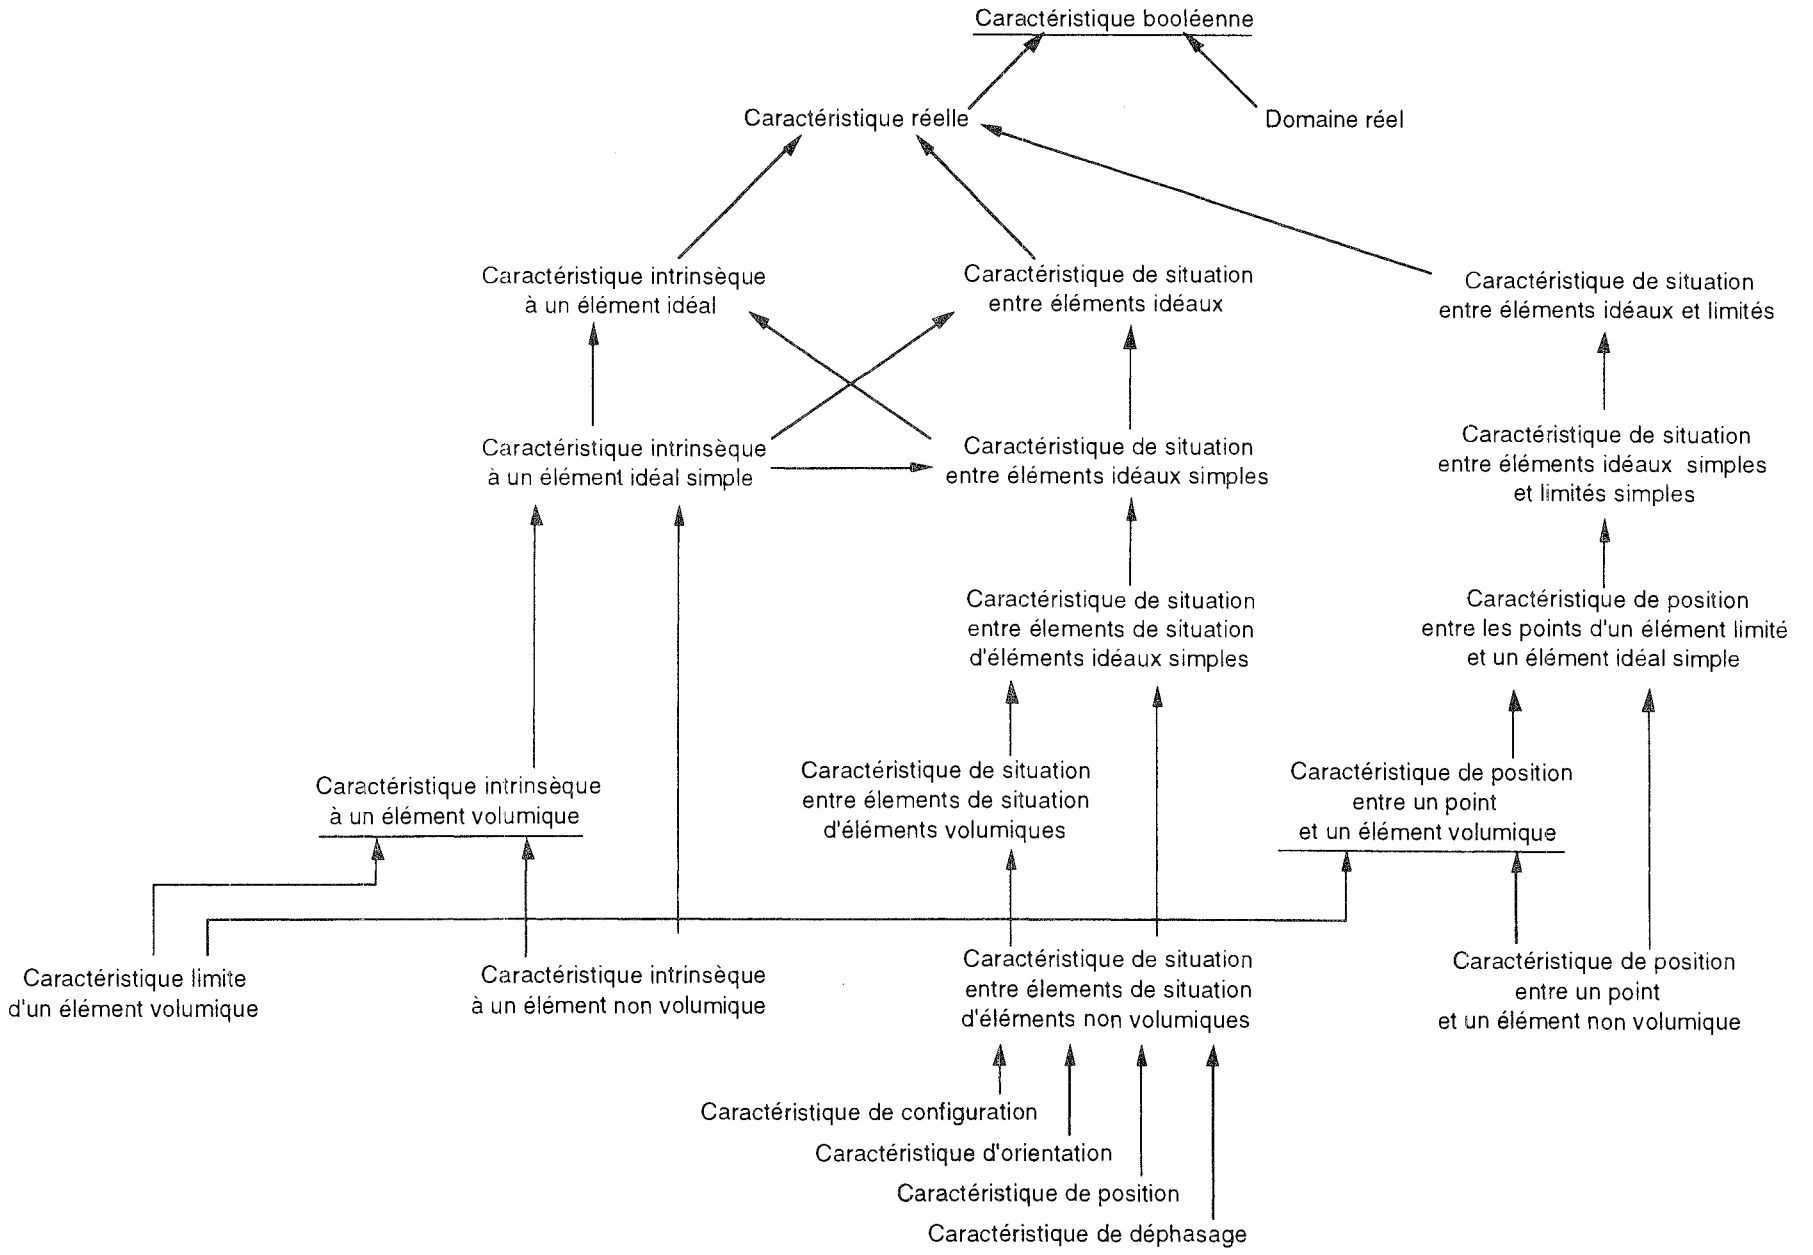 Caractéristique booléenne
Caractéristique réelle
Domaine réel
Caractéristique intrinsèque
à un élément idéal
Caractéristique de situation
entre éléments idéaux
Caractéristique de situation
entre éléments idéaux et limités
Caractéristique intrinsèque
à un élément idéal simple
Caractéristique de situation
entre éléments idéaux simples
Caractéristique de situation
entre éléments idéaux simples
et limités simples
Caractéristique de situation
entre élements de situation
d'éléments idéaux simples
Caractéristique de position
entre les points d'un élément limité
et un élément idéal simple
Caractéristique intrinsèque
à un élément volumique
Caractéristique de situation
entre élements de situation
d'éléments volumiques
Caractéristique de position
entre un point
et un élément volumique
Caractéristique limite
d'un élément volumique
Caractéristique intrinsèque
à un élément non volumique
Caractéristique de situation
entre élements de situation
d'éléments non volumiques
Caractéristique de position
entre un point
et un élément non volumique
Caractéristique de configuration
Caractéristique d'orientation
Caractéristique de position
Caractéristique de déphasage